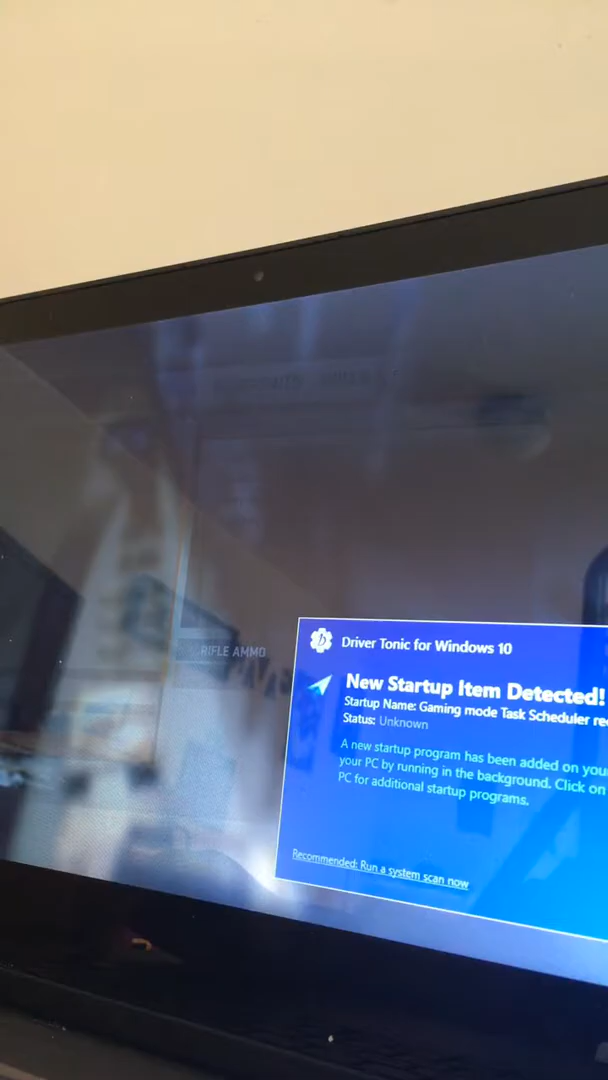 RIFLE AMMO
Driver Tonic for Windows 10
New Startup Item Detected!
Startup Name: Gaming mode Task Scheduler
Status: Unknown
A new startup program has been added on
your PC by running in the background. Click on
PC for additional startup programs.
Recommended: Run a system scan now